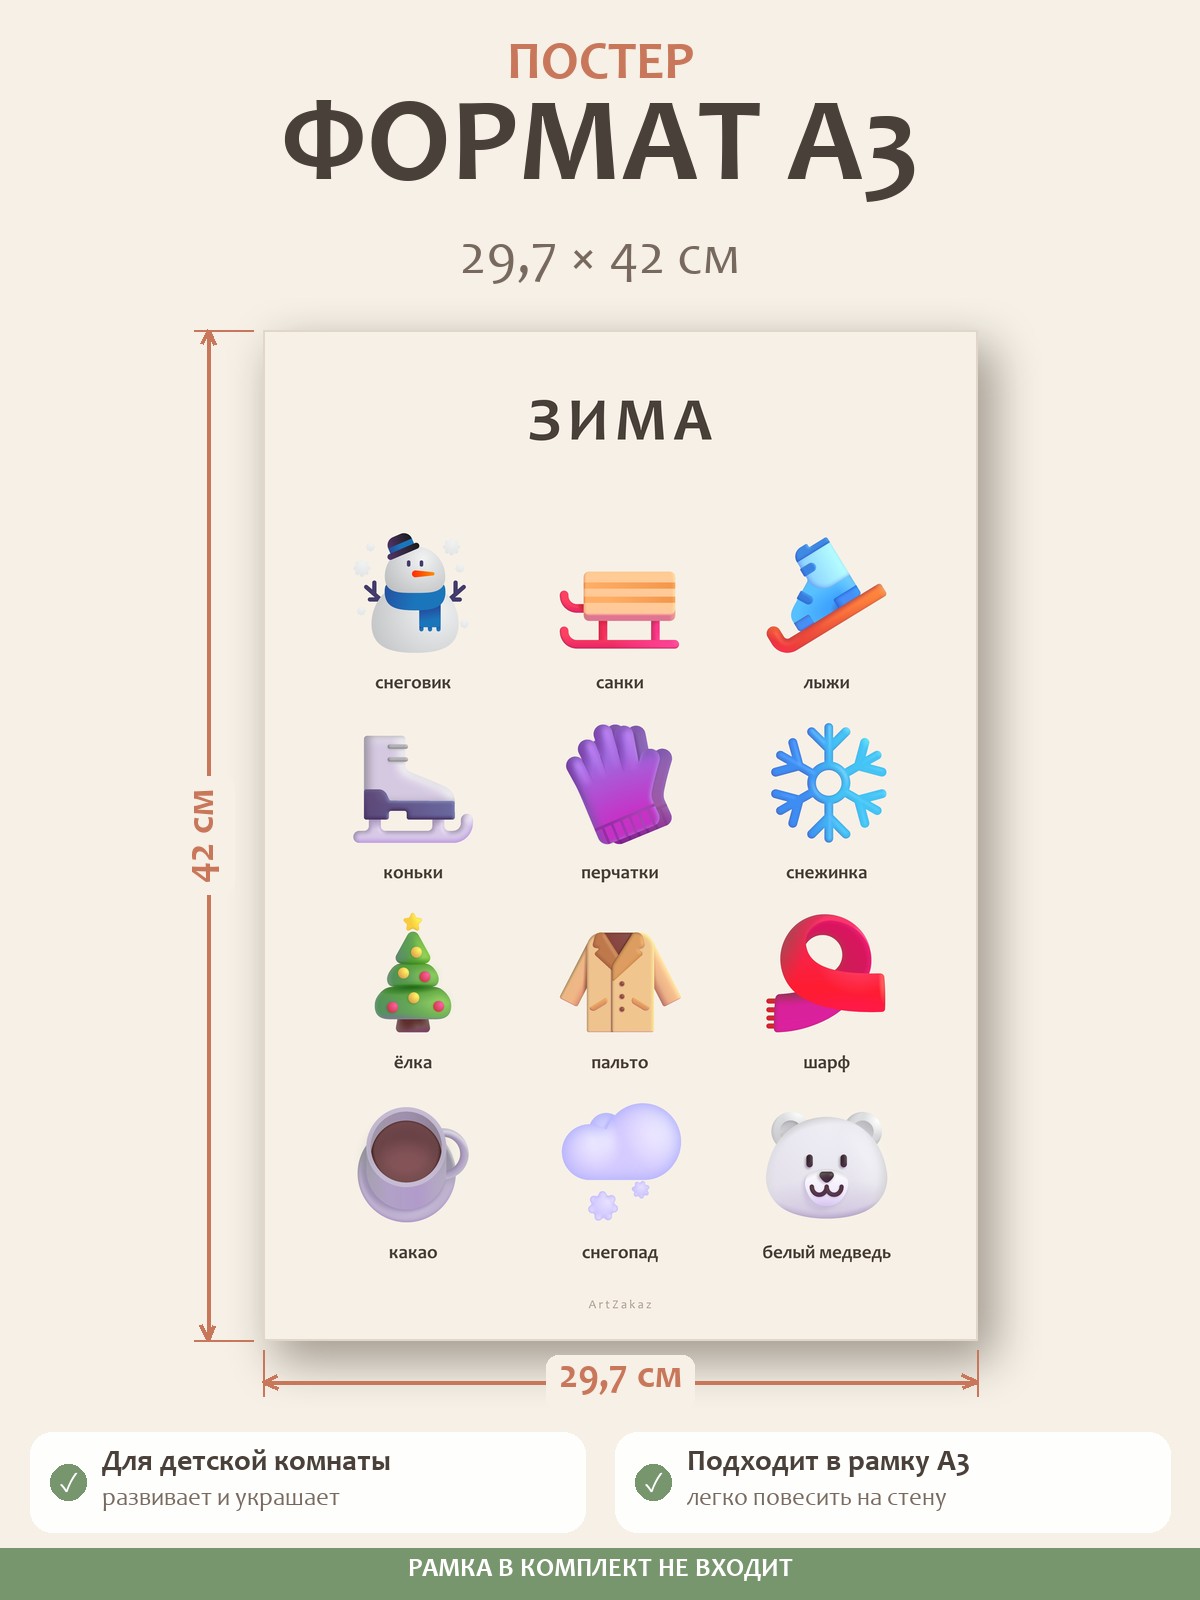 ПОСТЕР
ФОРМАТ А3
29,7 × 42 см
ЗИМА
снеговик
санки
лыжи
коньки
перчатки
снежинка
42 см
ёлка
пальто
шарф
какао
снегопад
белый медведь
ArtZakaz
29,7 см
Для детской комнаты
развивает и украшает
Подходит в рамку А3
легко повесить на стену
РАМКА В КОМПЛЕКТ НЕ ВХОДИТ